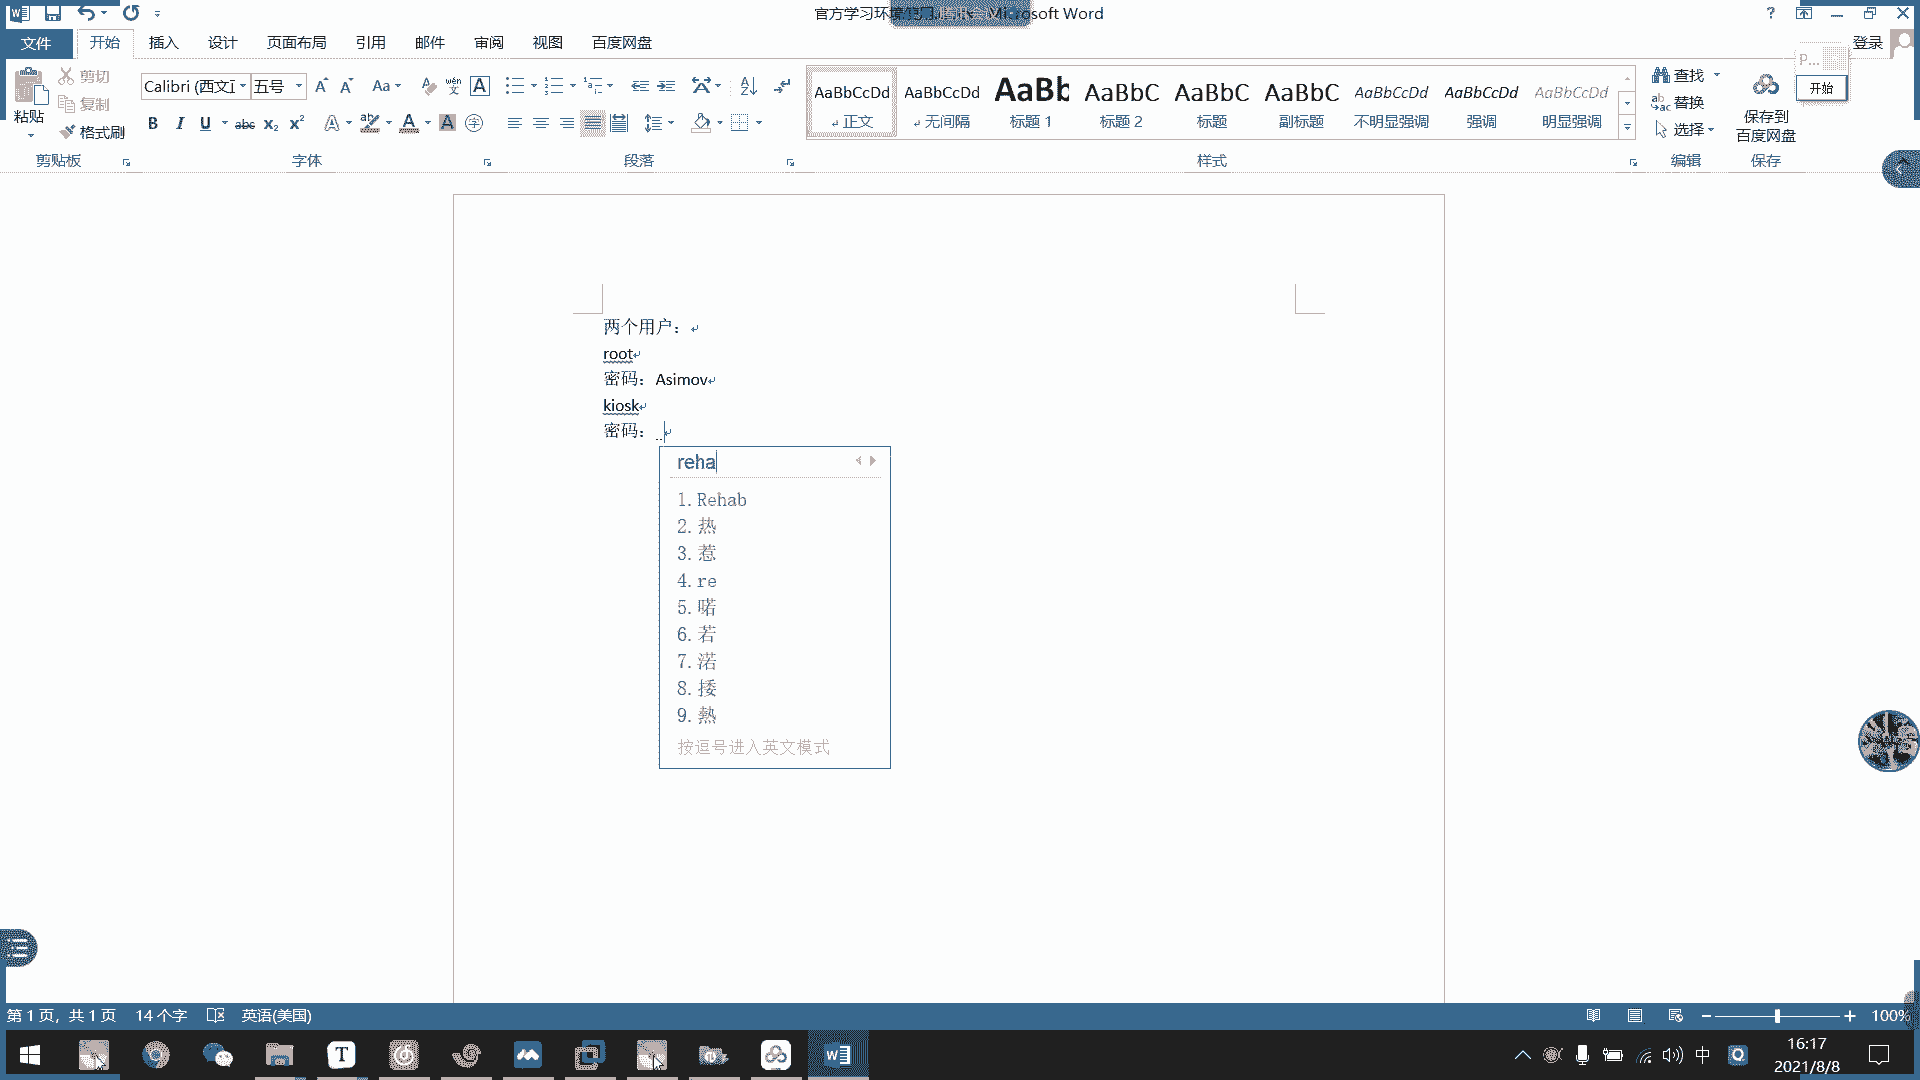 Microsoft Word
文件 开始 插入 设计 页面布局 引用 邮件 审阅 视图 百度网盘 登录
粘贴 剪切 复制 格式刷
Calibri (西文正 五号
AaBbCcDd AaBbCcDd AaBb AaBbC AaBbC AaBbC AaBbCcDd AaBbCcDd AaBbCcDd
正文 无间隔 标题 1 标题 2 标题 副标题 不明显强调 强调 明显强调
查找 替换 选择
保存到
百度网盘
P... 开始
剪贴板 字体 段落 样式 编辑 保存
两个用户：
root
密码：Asimov
kiosk
密码：
reha
1. Rehab
2. 热
3. 惹
4. re
5. 喏
6. 若
7. 渃
8. 捼
9. 熱
按逗号进入英文模式
第 1 页，共 1 页 14 个字 英语(美国) 100%
中 16:17
2021/8/8